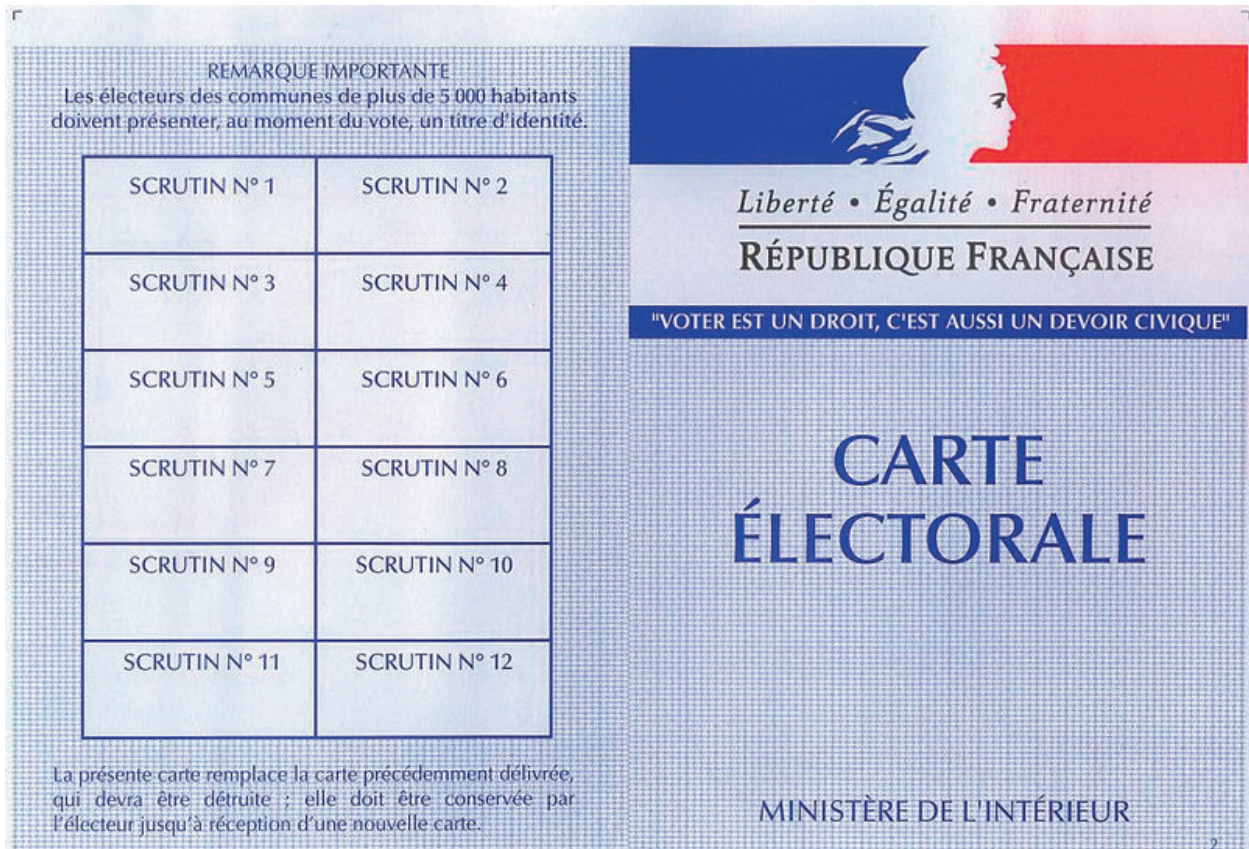 REMARQUE IMPORTANTE
Les électeurs des communes de plus de 5 000 habitants
doivent présenter, au moment du vote, un titre d'identité.
SCRUTIN N° 1
SCRUTIN N° 2
SCRUTIN N° 3
SCRUTIN N° 4
SCRUTIN N° 5
SCRUTIN N° 6
SCRUTIN N° 7
SCRUTIN N° 8
SCRUTIN N° 9
SCRUTIN N° 10
SCRUTIN N° 11
SCRUTIN N° 12
La présente carte remplace la carte précédemment délivrée,
qui devra être détruite ; elle doit être conservée par
l'électeur jusqu'à réception d'une nouvelle carte.
Liberté • Égalité • Fraternité
RÉPUBLIQUE FRANÇAISE
"VOTER EST UN DROIT, C'EST AUSSI UN DEVOIR CIVIQUE"
CARTE
ÉLECTORALE
MINISTÈRE DE L'INTÉRIEUR
2